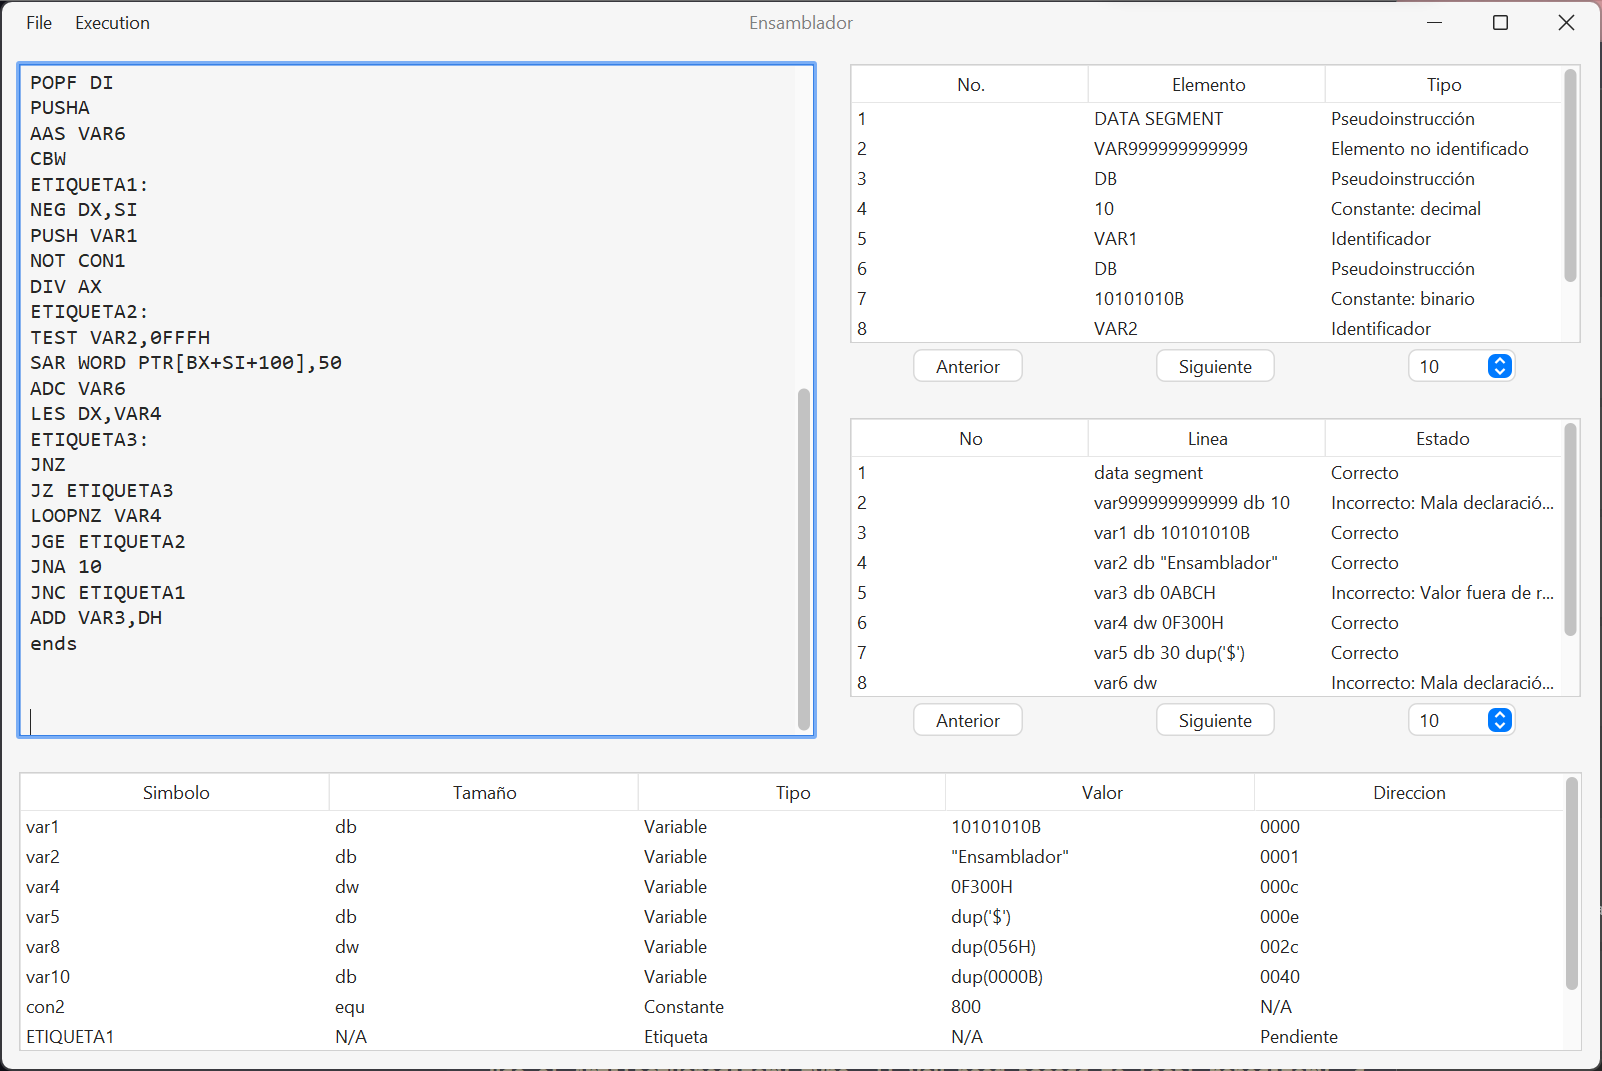 File Execution Ensamblador
POPF DI
PUSHA
AAS VAR6
CBW
ETIQUETA1:
NEG DX,SI
PUSH VAR1
NOT CON1
DIV AX
ETIQUETA2:
TEST VAR2,0FFFH
SAR WORD PTR[BX+SI+100],50
ADC VAR6
LES DX,VAR4
ETIQUETA3:
JNZ
JZ ETIQUETA3
LOOPNZ VAR4
JGE ETIQUETA2
JNA 10
JNC ETIQUETA1
ADD VAR3,DH
ends
No. Elemento Tipo
1 DATA SEGMENT Pseudoinstrucción
2 VAR999999999999 Elemento no identificado
3 DB Pseudoinstrucción
4 10 Constante: decimal
5 VAR1 Identificador
6 DB Pseudoinstrucción
7 10101010B Constante: binario
8 VAR2 Identificador
Anterior Siguiente 10
No Linea Estado
1 data segment Correcto
2 var999999999999 db 10 Incorrecto: Mala declaració...
3 var1 db 10101010B Correcto
4 var2 db "Ensamblador" Correcto
5 var3 db 0ABCH Incorrecto: Valor fuera de r...
6 var4 dw 0F300H Correcto
7 var5 db 30 dup('$') Correcto
8 var6 dw Incorrecto: Mala declaració...
Anterior Siguiente 10
Simbolo Tamaño Tipo Valor Direccion
var1 db Variable 10101010B 0000
var2 db Variable "Ensamblador" 0001
var4 dw Variable 0F300H 000c
var5 db Variable dup('$') 000e
var8 dw Variable dup(056H) 002c
var10 db Variable dup(0000B) 0040
con2 equ Constante 800 N/A
ETIQUETA1 N/A Etiqueta N/A Pendiente